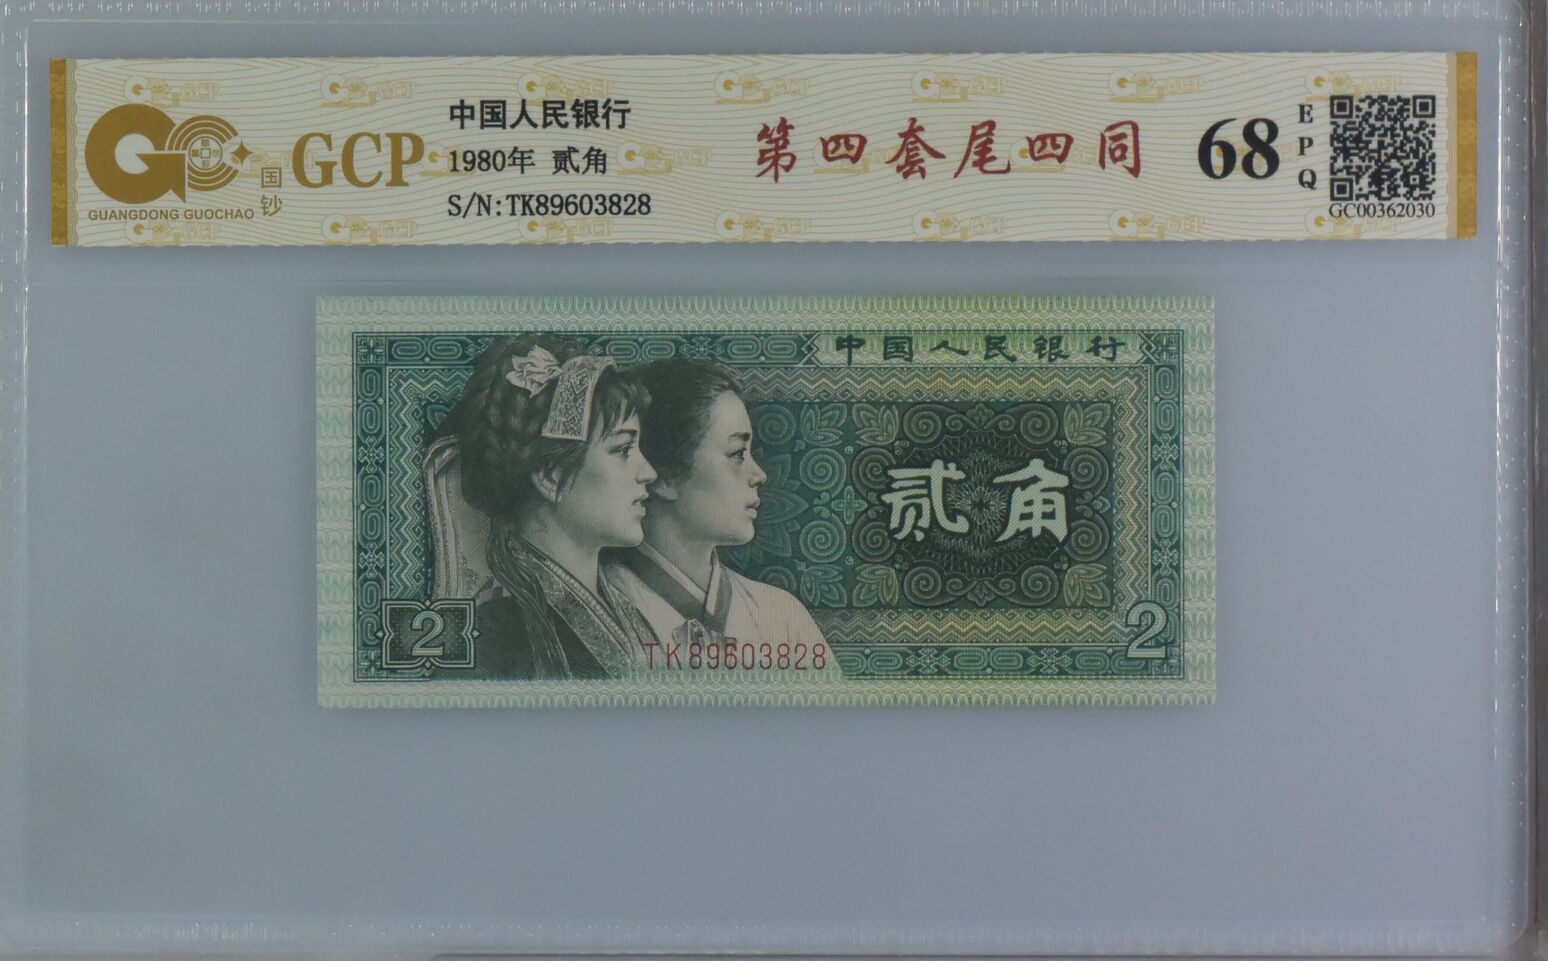 GUANGDONG GUOCHAO
国钞
GCP
中国人民银行
1980年 贰角
S/N:TK89603828
第四套尾四同
68
EPQ
GC00362030
中国人民银行
贰角
2
2
TK89603828